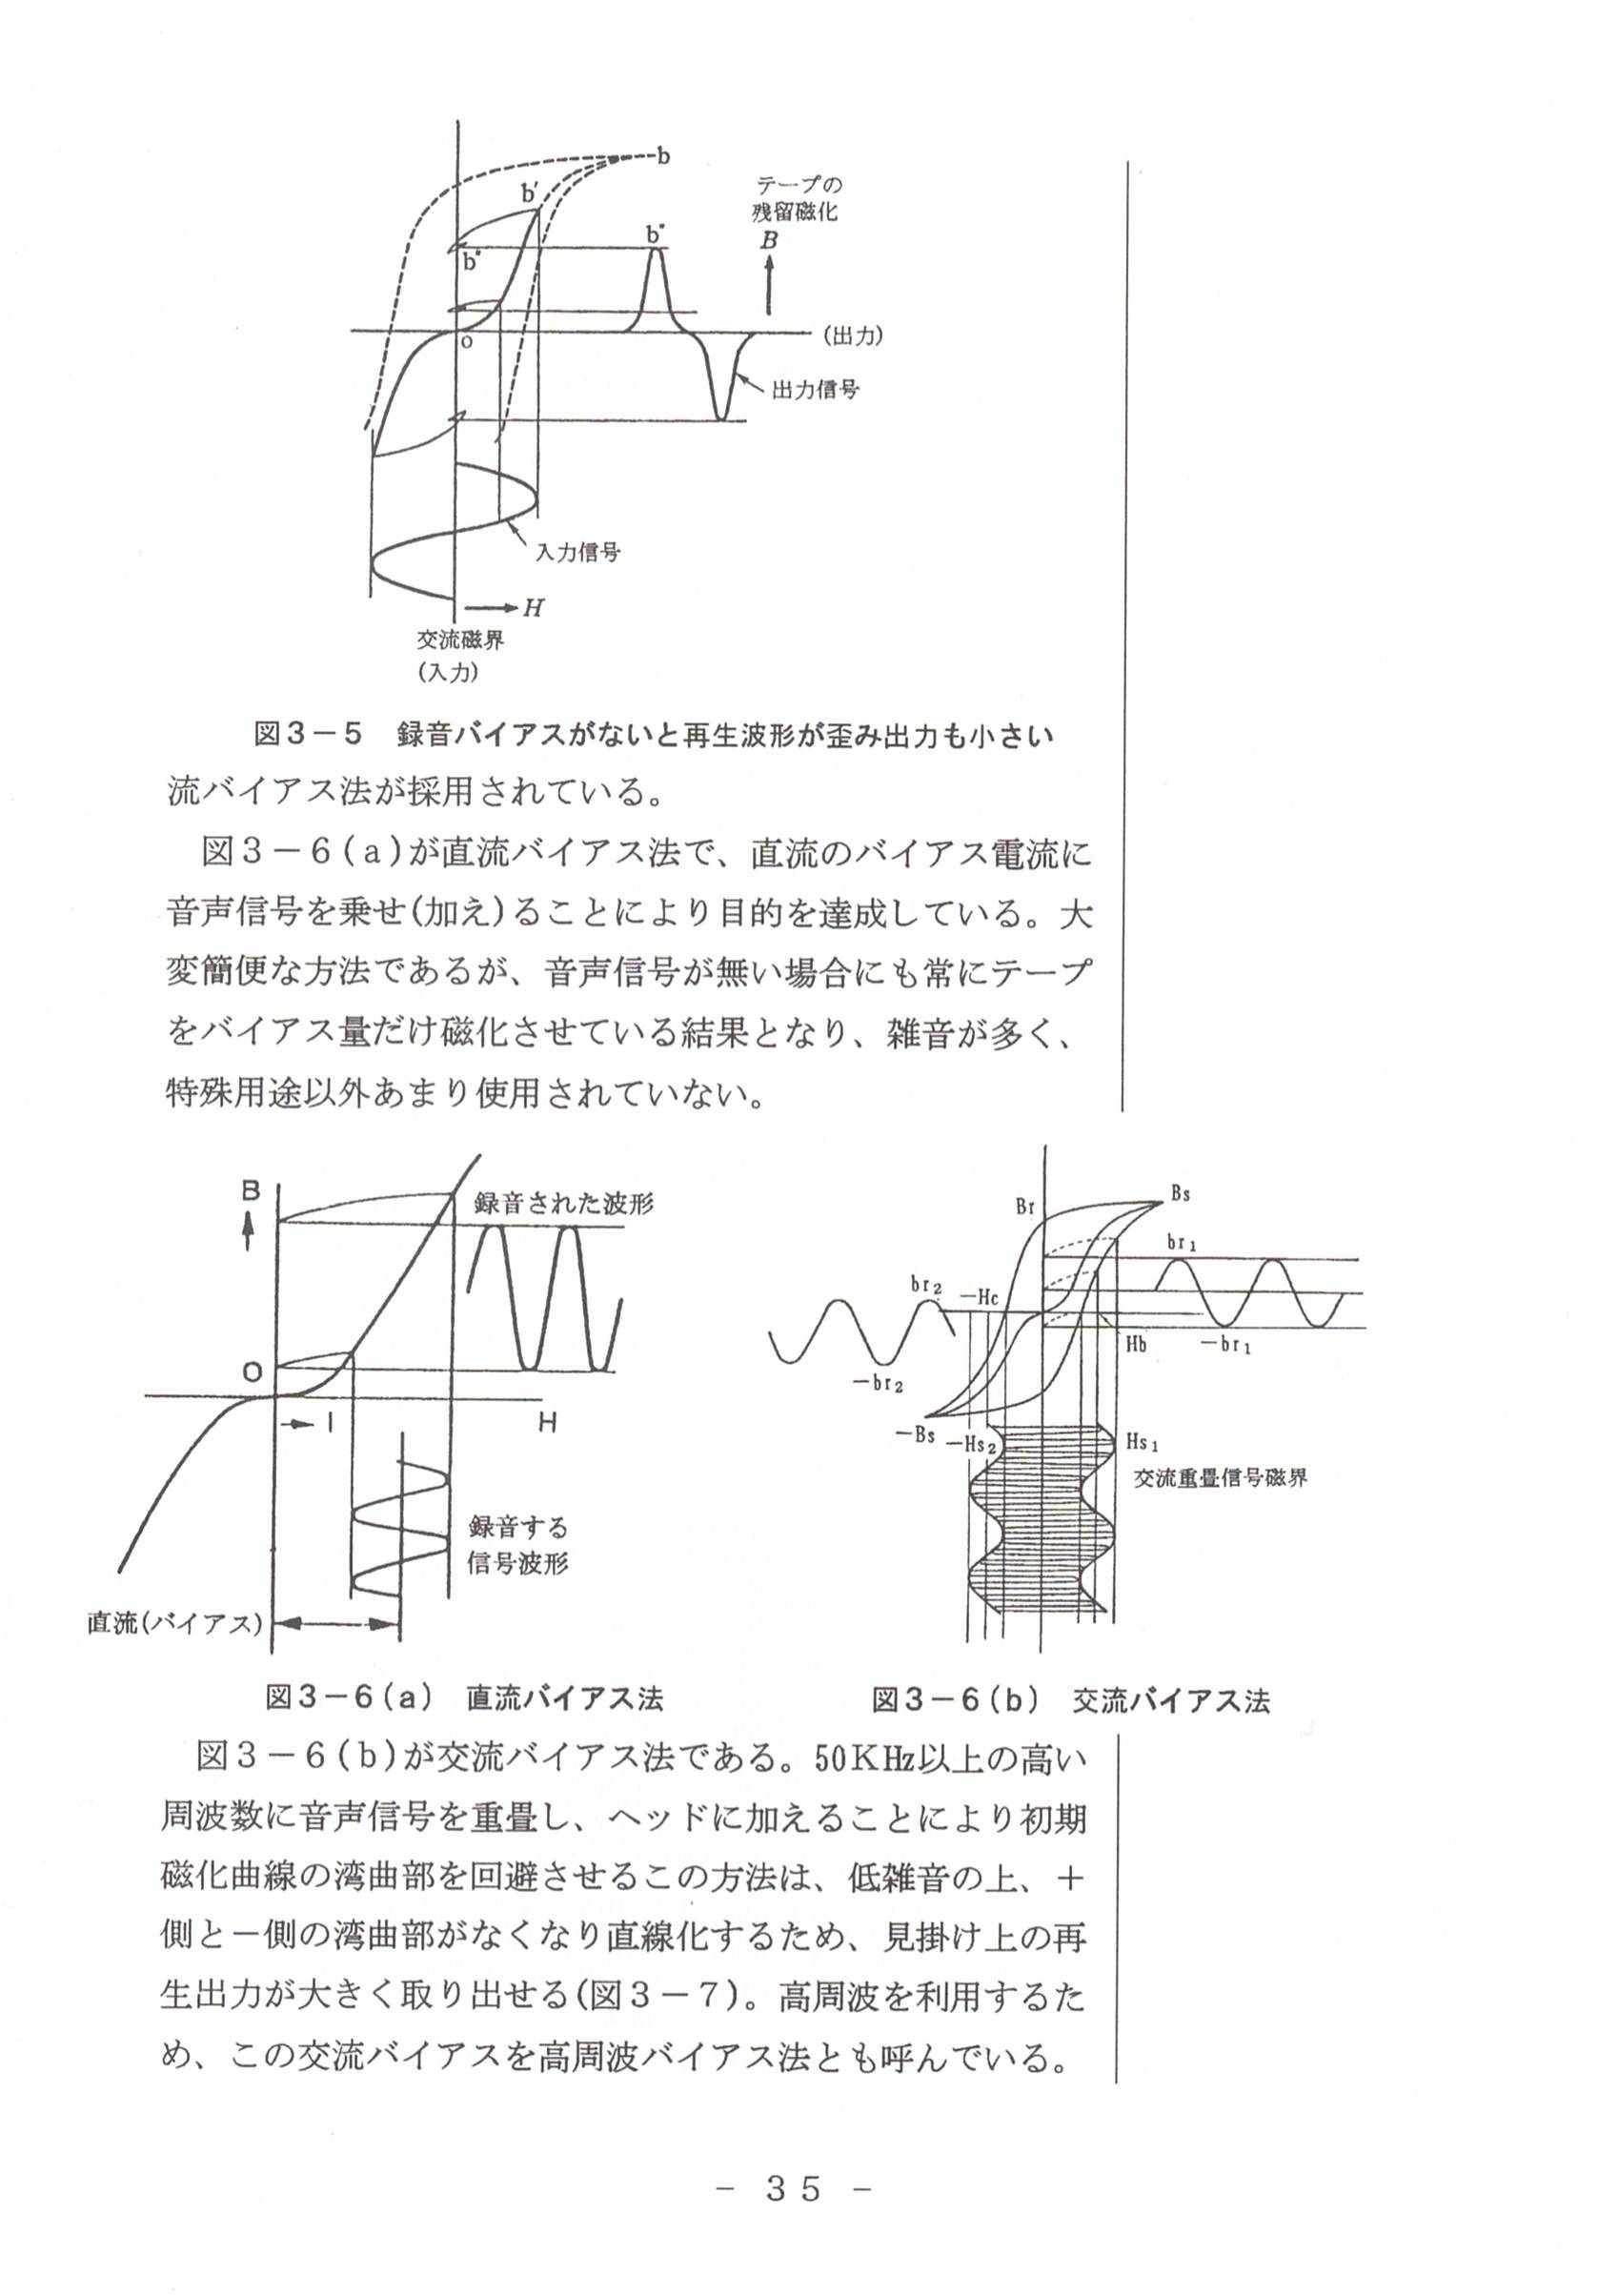 b
b'
テープの
残留磁化
B
b"
b"
o
(出力)
出力信号
入力信号
H
交流磁界
(入力)
図3－5　録音バイアスがないと再生波形が歪み出力も小さい
流バイアス法が採用されている。
図3－6(a)が直流バイアス法で、直流のバイアス電流に
音声信号を乗せ(加え)ることにより目的を達成している。大
変簡便な方法であるが、音声信号が無い場合にも常にテープ
をバイアス量だけ磁化させている結果となり、雑音が多く、
特殊用途以外あまり使用されていない。
B
録音された波形
O
I
H
録音する
信号波形
直流(バイアス)
図3－6(a)　直流バイアス法
Br
Bs
br₁
br₂
－Hc
Hb
－br₁
－br₂
－Bs
－Hs₂
Hs₁
交流重畳信号磁界
図3－6(b)　交流バイアス法
図3－6(b)が交流バイアス法である。50KHz以上の高い
周波数に音声信号を重畳し、ヘッドに加えることにより初期
磁化曲線の湾曲部を回避させるこの方法は、低雑音の上、＋
側と－側の湾曲部がなくなり直線化するため、見掛け上の再
生出力が大きく取り出せる(図3－7)。高周波を利用するた
め、この交流バイアスを高周波バイアス法とも呼んでいる。
－ 35 －